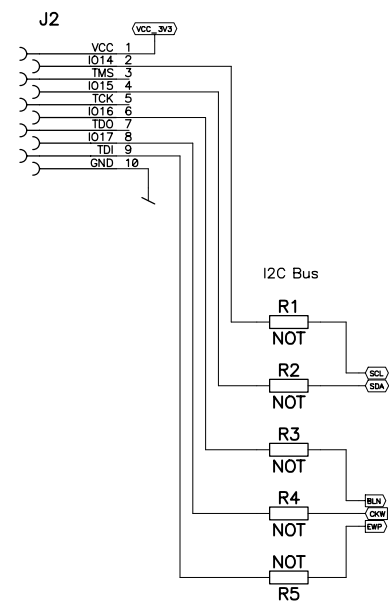 J2
VCC_3V3
VCC 1
IO14 2
TMS 3
IO15 4
TCK 5
IO16 6
TDO 7
IO17 8
TDI 9
GND 10
I2C Bus
R1
NOT
SCL
R2
SDA
NOT
R3
NOT
BLN
R4
CKW
NOT
EWP
NOT
R5